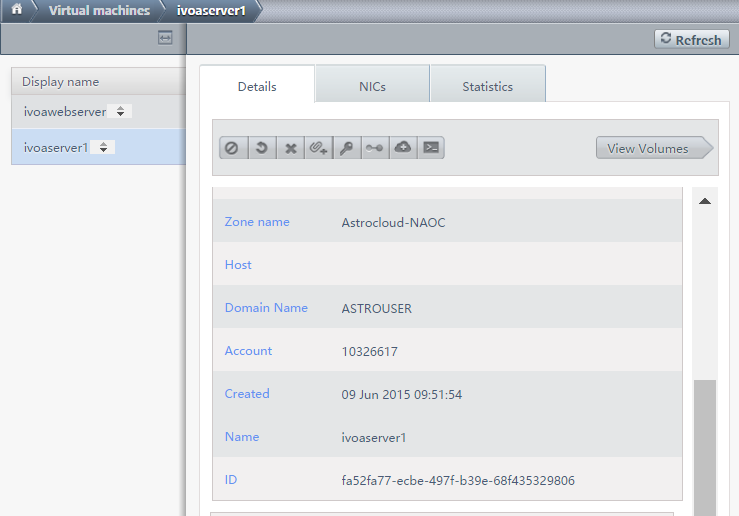 Virtual machines ivoaserver1
Refresh
Display name
ivoawebserver
ivoaserver1
Details NICs Statistics
View Volumes
Zone name Astrocloud-NAOC
Host
Domain Name ASTROUSER
Account 10326617
Created 09 Jun 2015 09:51:54
Name ivoaserver1
ID fa52fa77-ecbe-497f-b39e-68f435329806